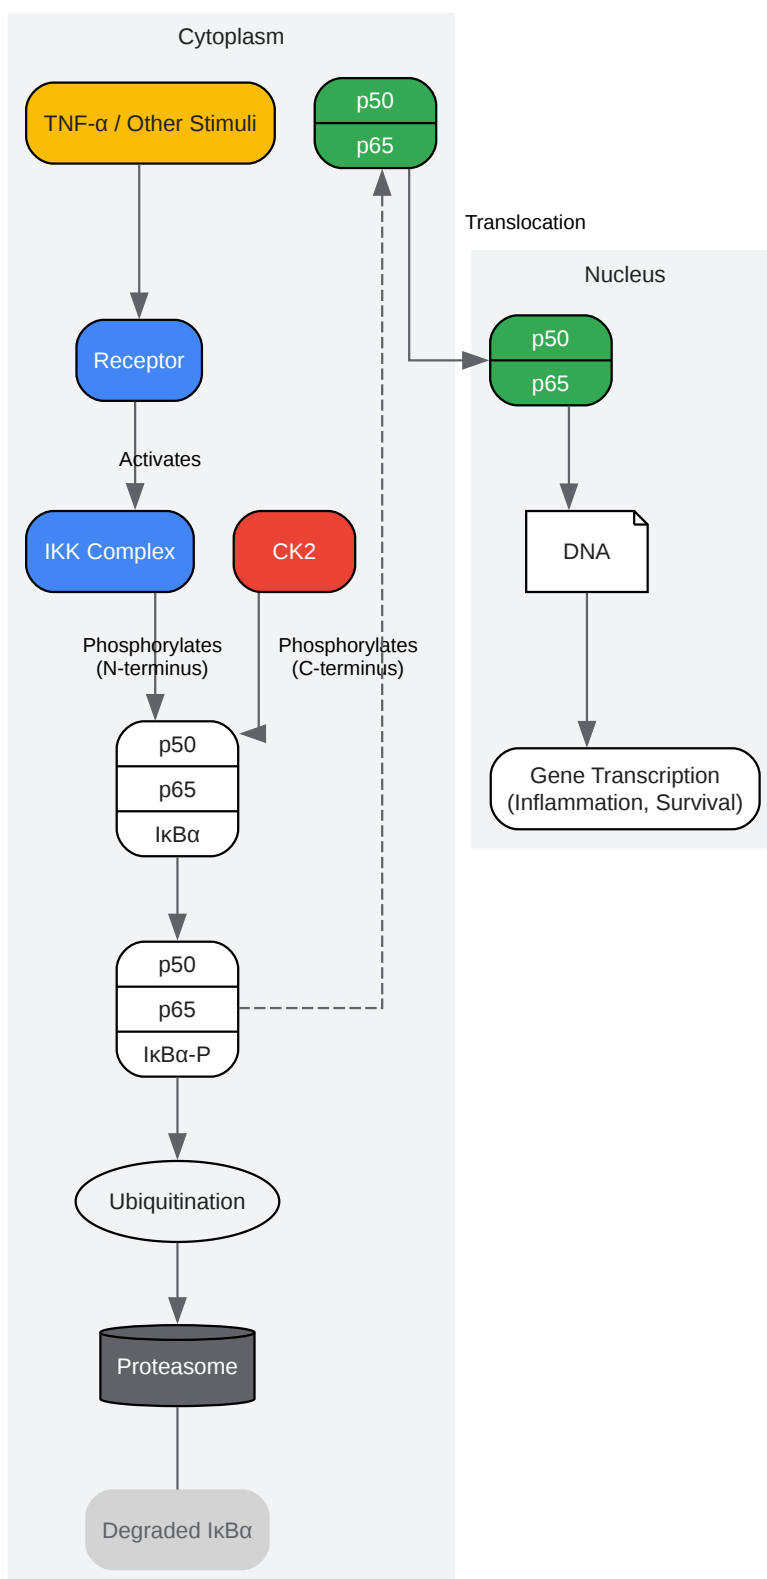 Cytoplasm
TNF-α / Other Stimuli
p50
p65
Translocation
Nucleus
p50
p65
Receptor
Activates
IKK Complex
CK2
DNA
Phosphorylates
(N-terminus)
Phosphorylates
(C-terminus)
p50
p65
IκBα
Gene Transcription
(Inflammation, Survival)
p50
p65
IκBα-P
Ubiquitination
Proteasome
Degraded IκBα